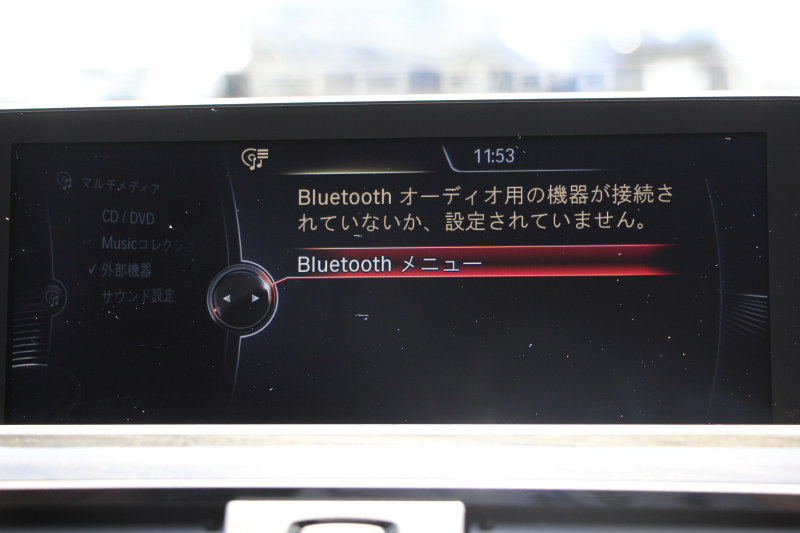 11:53
マルチメディア
CD / DVD
Musicコレクショ
✓ 外部機器
サウンド設定
Bluetooth オーディオ用の機器が接続さ
れていないか、設定されていません。
Bluetooth メニュー